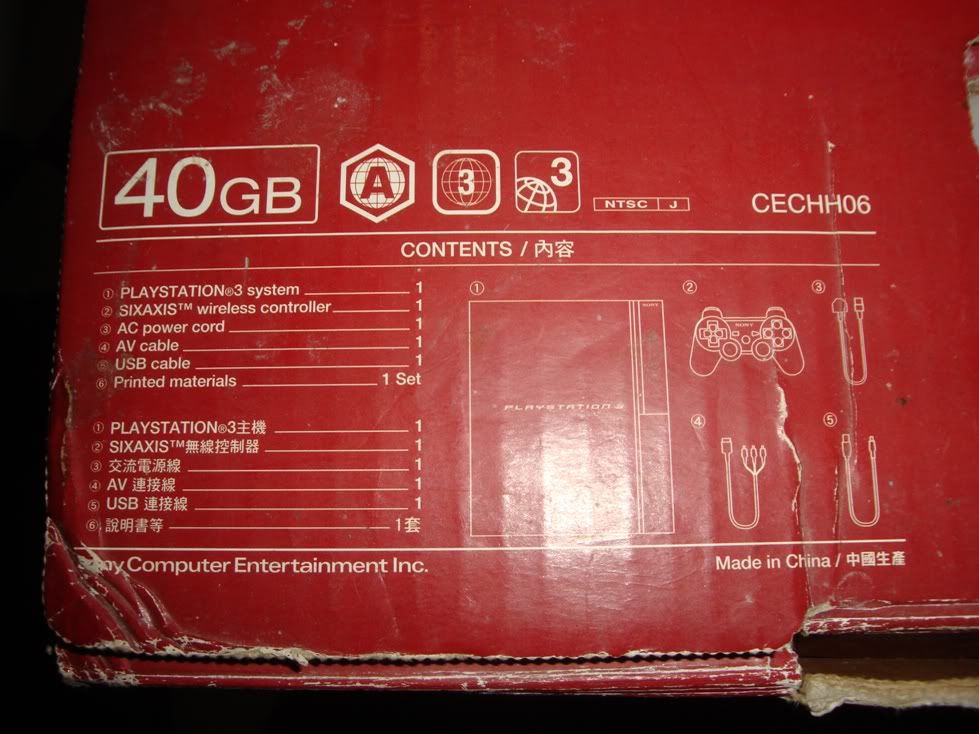 40GB
A
3
3
NTSC J
CECHH06
CONTENTS / 內容
① PLAYSTATION®3 system 1
② SIXAXIS™ wireless controller 1
③ AC power cord 1
④ AV cable 1
⑤ USB cable 1
⑥ Printed materials 1 Set
① PLAYSTATION®3主機 1
② SIXAXIS™無線控制器 1
③ 交流電源線 1
④ AV 連接線 1
⑤ USB 連接線 1
⑥ 說明書等 1套
① SONY
PLAYSTATION 3
② SONY
③
④
⑤
Sony Computer Entertainment Inc.
Made in China / 中國生產